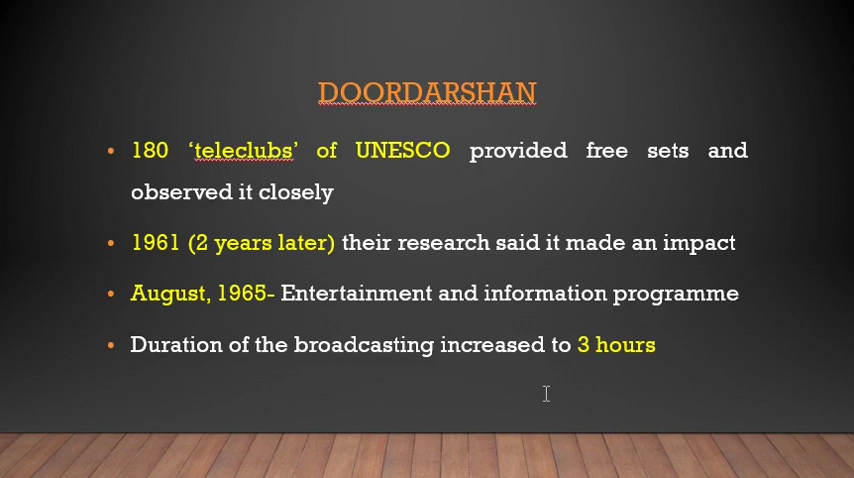 DOORDARSHAN
• 180 ‘teleclubs’ of UNESCO provided free sets and
observed it closely
• 1961 (2 years later) their research said it made an impact
• August, 1965- Entertainment and information programme
• Duration of the broadcasting increased to 3 hours